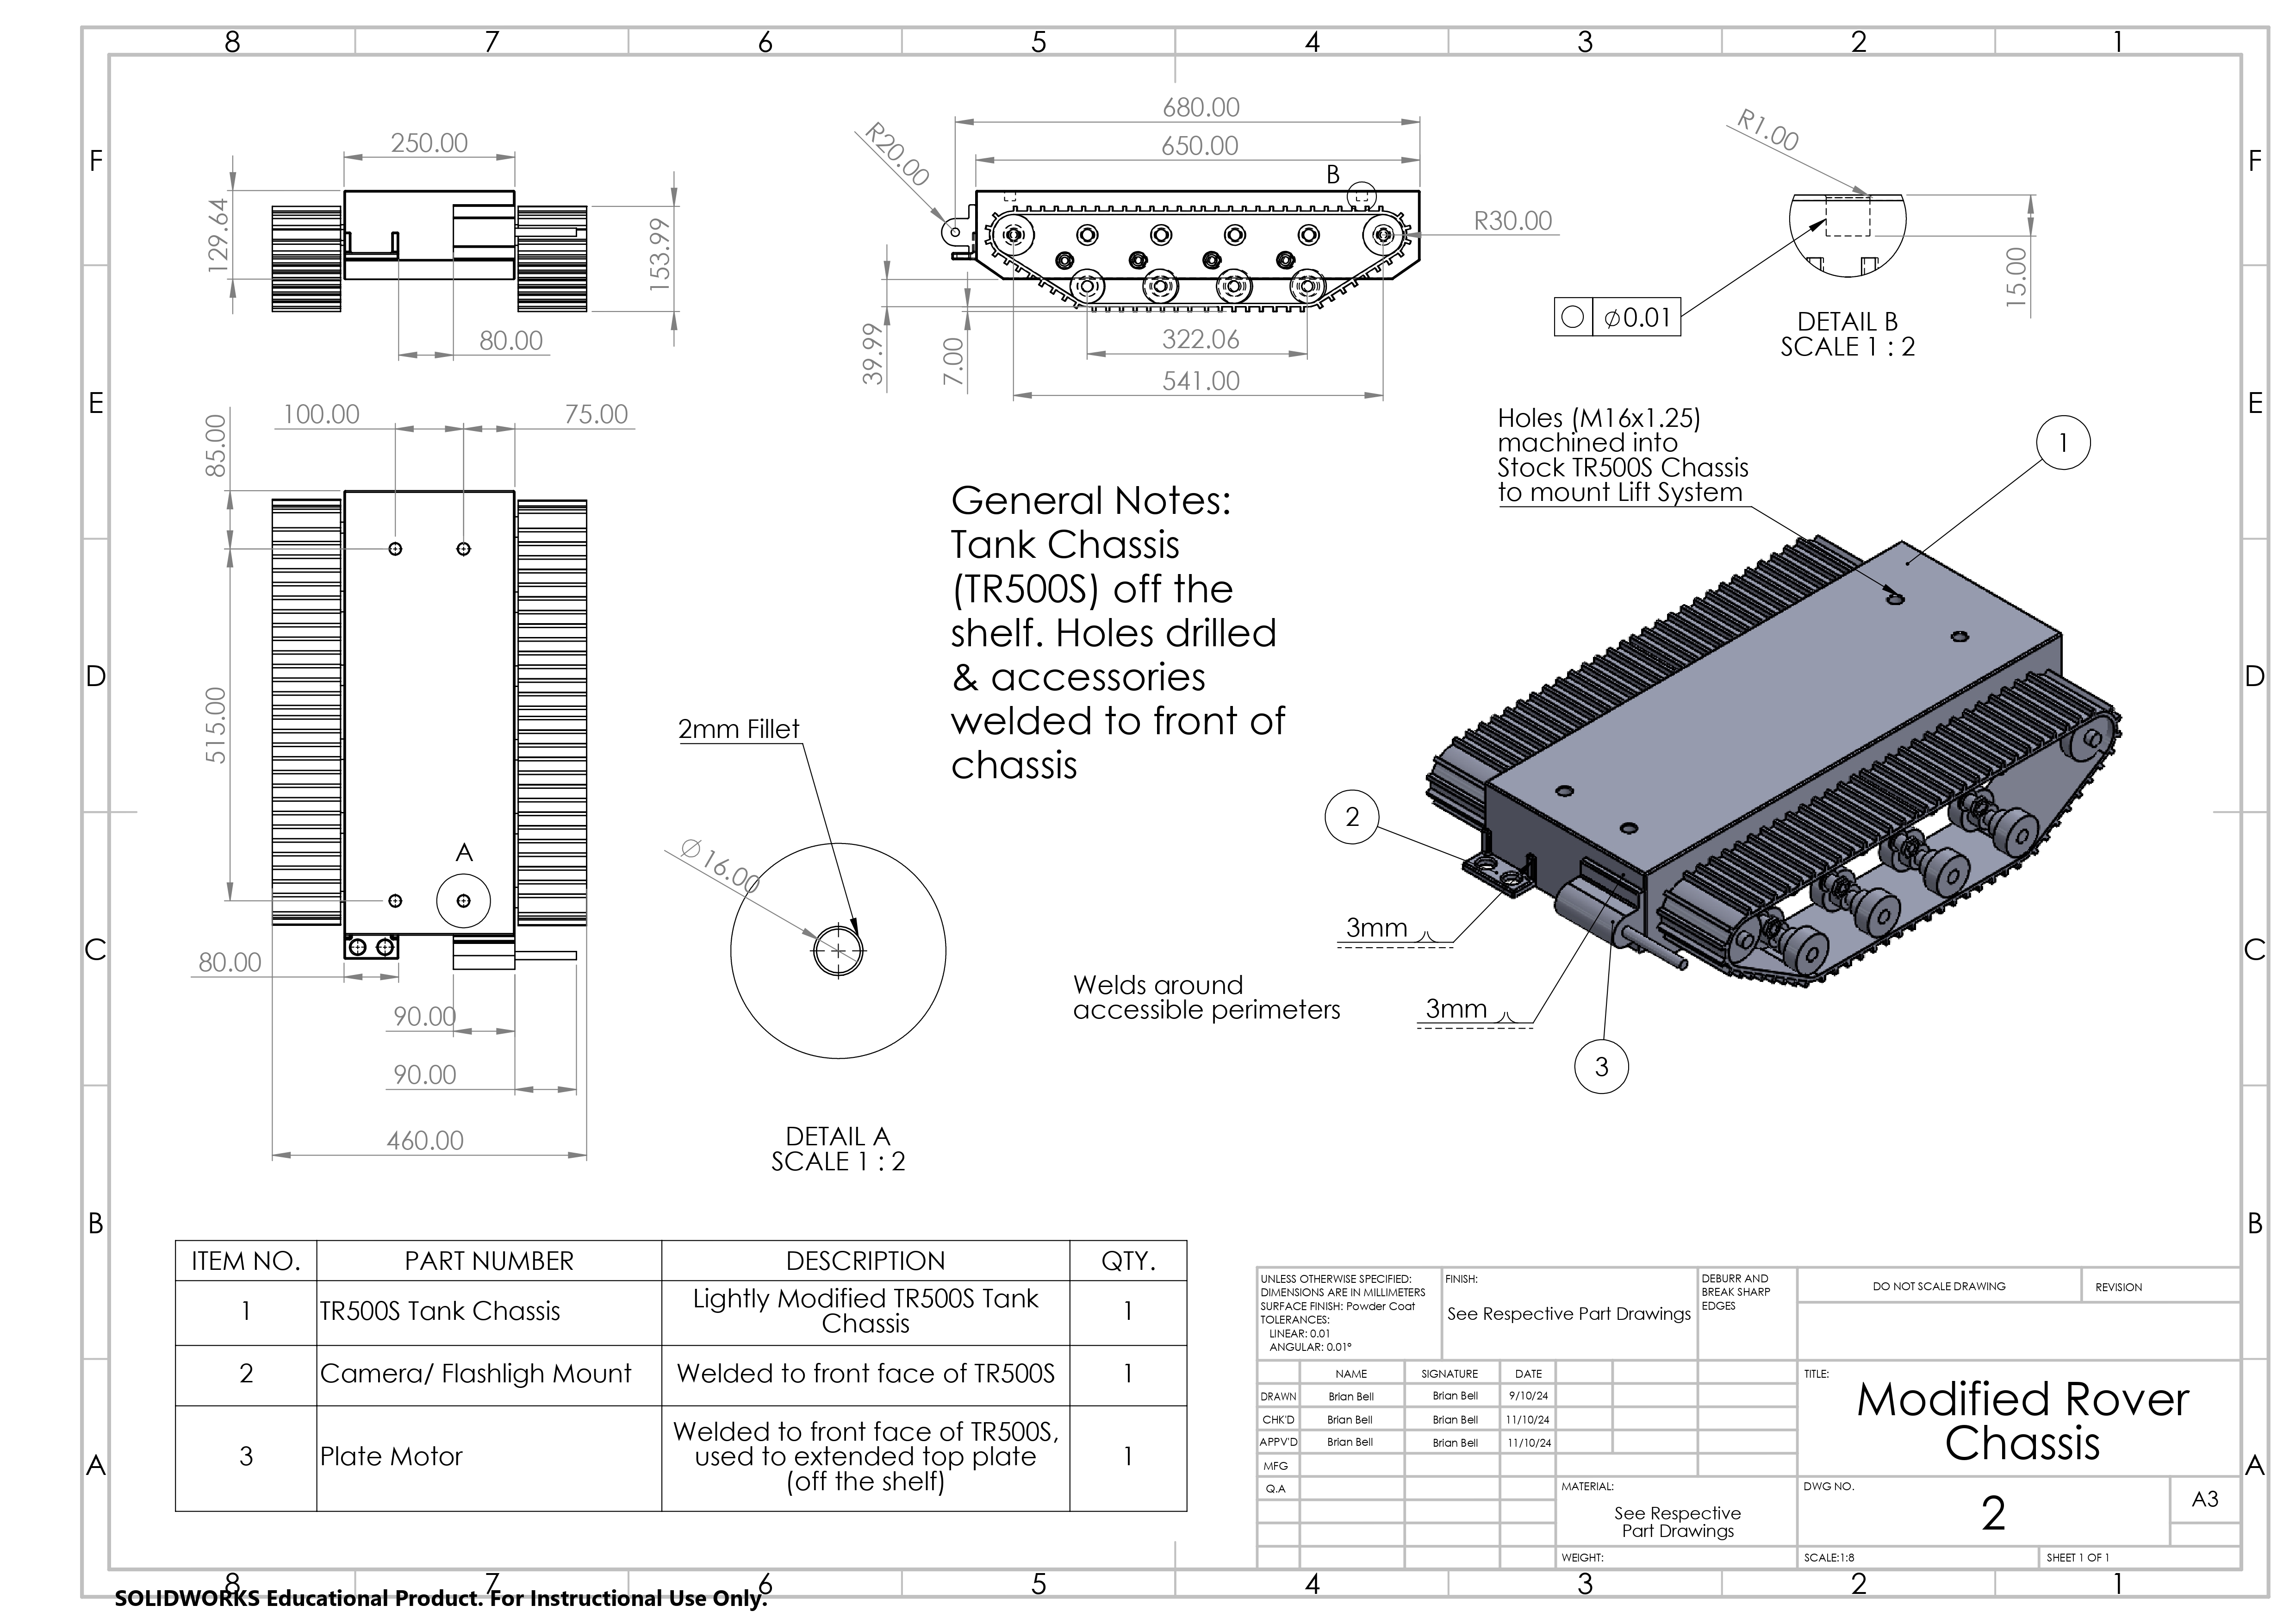 8 7 6 5 4 3 2 1
F
E
D
C
B
A
F
E
D
C
B
A
250.00
129.64
153.99
80.00
680.00
650.00
R20.00
B
R30.00
39.99
7.00
322.06
541.00
R1.00
15.00
⌀0.01
DETAIL B
SCALE 1 : 2
100.00
75.00
85.00
515.00
A
80.00
90.00
90.00
460.00
2mm Fillet
⌀16.00
DETAIL A
SCALE 1 : 2
General Notes:
Tank Chassis
(TR500S) off the
shelf. Holes drilled
& accessories
welded to front of
chassis
Holes (M16x1.25)
machined into
Stock TR500S Chassis
to mount Lift System
1
2
3
3mm
3mm
Welds around
accessible perimeters
ITEM NO. PART NUMBER DESCRIPTION QTY.
1 TR500S Tank Chassis Lightly Modified TR500S Tank
Chassis 1
2 Camera/ Flashligh Mount Welded to front face of TR500S 1
3 Plate Motor Welded to front face of TR500S,
used to extended top plate
(off the shelf) 1
UNLESS OTHERWISE SPECIFIED:
DIMENSIONS ARE IN MILLIMETERS
SURFACE FINISH: Powder Coat
TOLERANCES:
LINEAR: 0.01
ANGULAR: 0.01°
FINISH:
See Respective Part Drawings
DEBURR AND
BREAK SHARP
EDGES
DO NOT SCALE DRAWING
REVISION
NAME SIGNATURE DATE
DRAWN Brian Bell Brian Bell 9/10/24
CHK'D Brian Bell Brian Bell 11/10/24
APPV'D Brian Bell Brian Bell 11/10/24
MFG
Q.A
TITLE:
Modified Rover
Chassis
MATERIAL:
See Respective
Part Drawings
WEIGHT:
DWG NO.
2
A3
SCALE:1:8
SHEET 1 OF 1
8 7 6 5 4 3 2 1
SOLIDWORKS Educational Product. For Instructional Use Only.